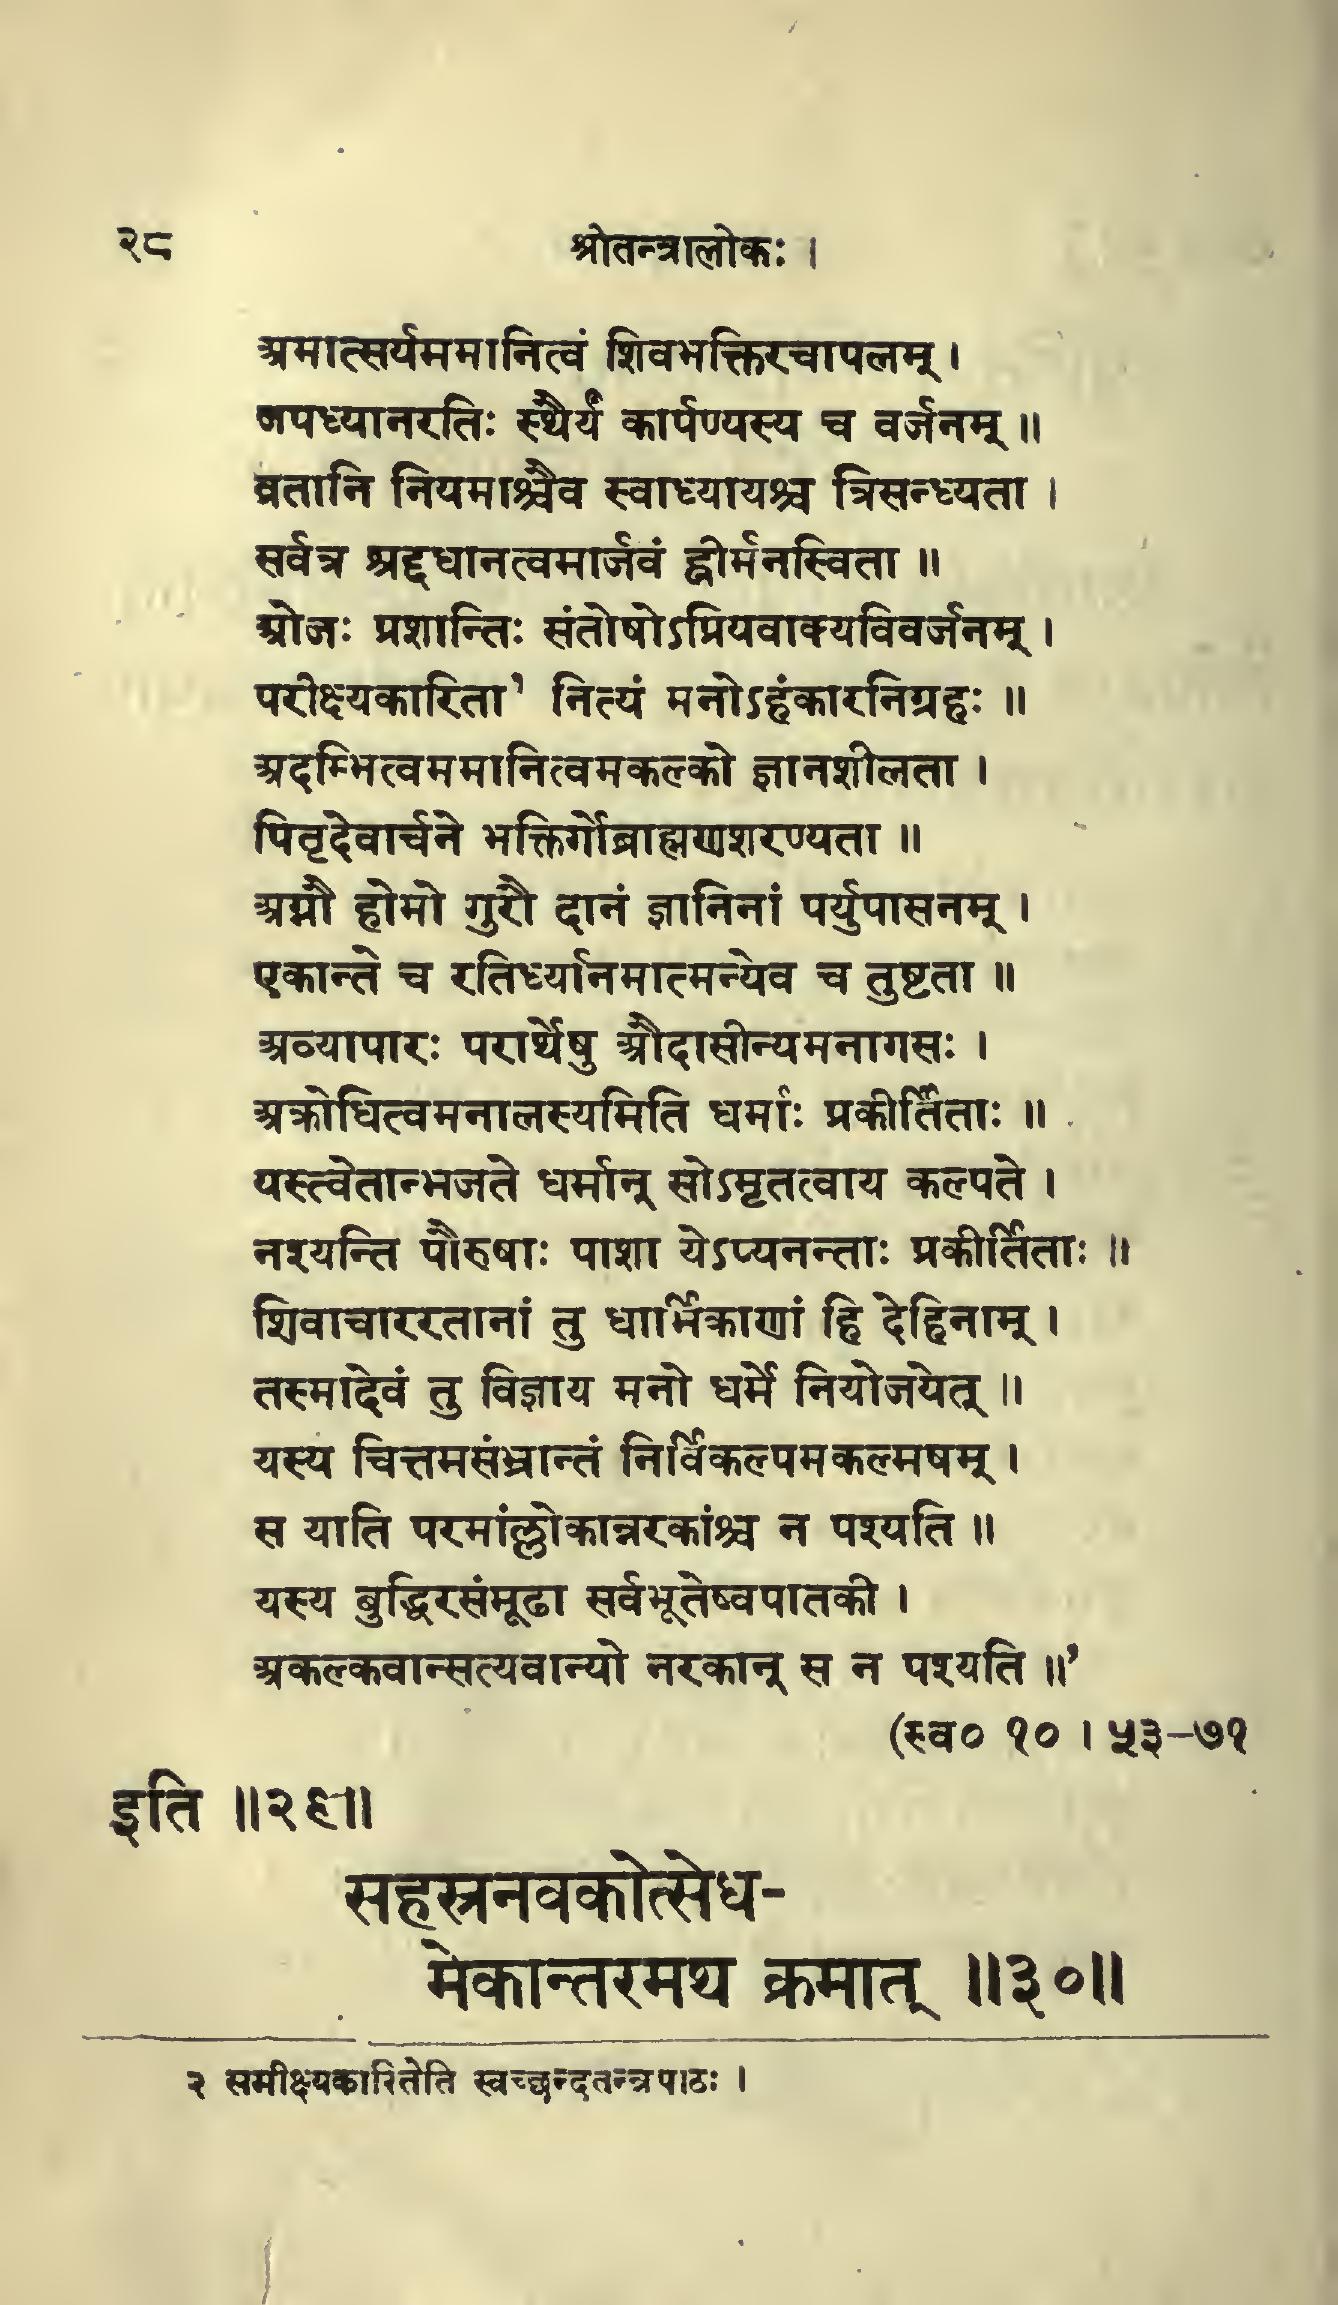 २८ श्रीतन्त्रालोकः ।
अमात्सर्यममानित्वं शिवभक्तिरचापलम् ।
जपध्यानरतिः स्थैर्यं कार्पण्यस्य च वर्जनम् ॥
व्रतानि नियमाश्चैव स्वाध्यायश्च त्रिसन्ध्यता ।
सर्वत्र श्रद्दधानत्वमार्जवं ह्रीर्मनस्विता ॥
ओजः प्रशान्तिः संतोषोऽप्रियवाक्यविवर्जनम् ।
परीक्ष्यकारिता१ नित्यं मनोऽहंकारनिग्रहः ॥
अदम्भित्वममानित्वमकल्को ज्ञानशीलता ।
पितृदेवार्चने भक्तिर्गोब्राह्मणशरण्यता ॥
अग्नौ होमो गुरौ दानं ज्ञानिनां पर्युपासनम् ।
एकान्ते च रतिर्ध्यानमात्मन्येव च तुष्टता ॥
अव्यापारः परार्थेषु औदासीन्यमनागसः ।
अक्रोधित्वमनालस्यमिति धर्माः प्रकीर्तिताः ॥
यस्त्वेतान्भजते धर्मान् सोऽमृतत्वाय कल्पते ।
नश्यन्ति पौरुषाः पाशा येऽप्यनन्ताः प्रकीर्तिताः ॥
शिवाचाररतानां तु धार्मिकाणां हि देहिनाम् ।
तस्मादेवं तु विज्ञाय मनो धर्मे नियोजयेत् ॥
यस्य चित्तमसंभ्रान्तं निर्विकल्पमकल्मषम् ।
स याति परमांल्लोकान्नरकांश्च न पश्यति ॥
यस्य बुद्धिरसंमूढा सर्वभूतेष्वपातकी ।
अकल्कवान्सत्यवान्यो नरकान् स न पश्यति ॥'
(स्व० १० । ५३–७१
इति ॥२९॥
सहस्रनवकोत्सेध-
मेकान्तरमथ क्रमात् ॥३०॥
२ समीक्ष्यकारितेति स्वच्छन्दतन्त्रपाठः ।